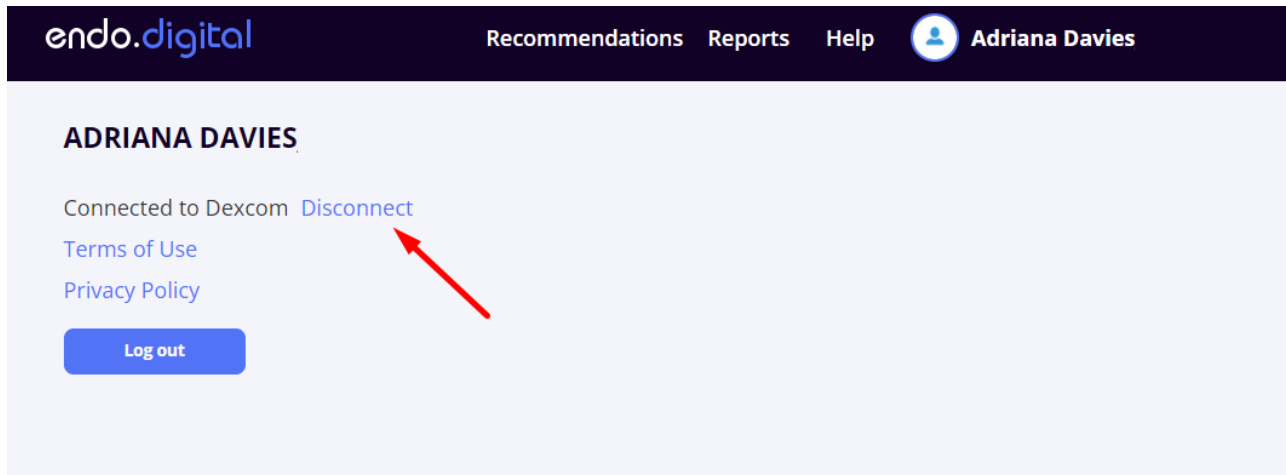 endo.digital Recommendations Reports Help Adriana Davies
ADRIANA DAVIES
Connected to Dexcom Disconnect
Terms of Use
Privacy Policy
Log out